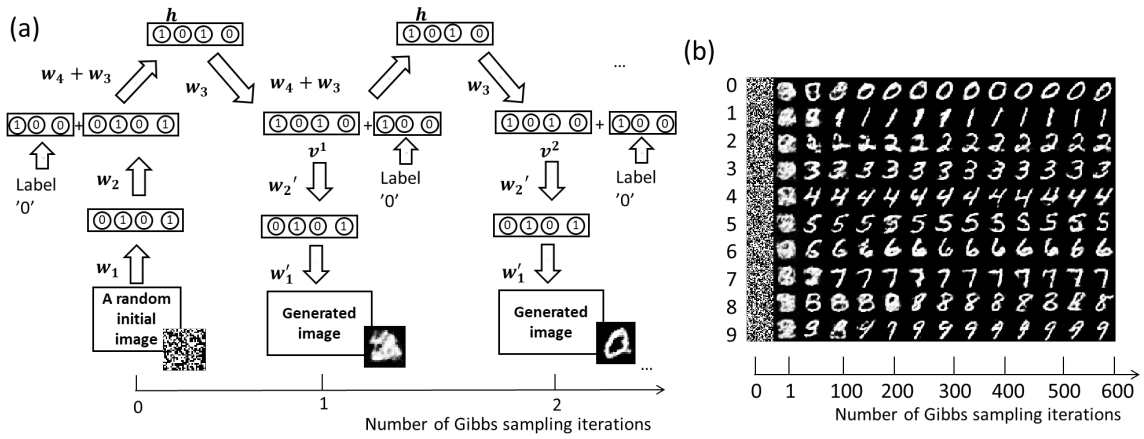 (a)
h
1 0 1 0
h
1 0 1 0
...
w₄ + w₃
w₃
w₄ + w₃
w₃
1 0 0 + 0 1 0 1
1 0 1 0 + 1 0 0
1 0 1 0 + 1 0 0
v¹
v²
Label
'0'
w₂
w₂'
Label
'0'
w₂'
Label
'0'
0 1 0 1
0 1 0 1
0 1 0 1
w₁
w₁'
w₁'
A random
initial
image
Generated
image
Generated
image
...
0 1 2
Number of Gibbs sampling iterations
(b)
0
1
2
3
4
5
6
7
8
9
0 1 100 200 300 400 500 600
Number of Gibbs sampling iterations